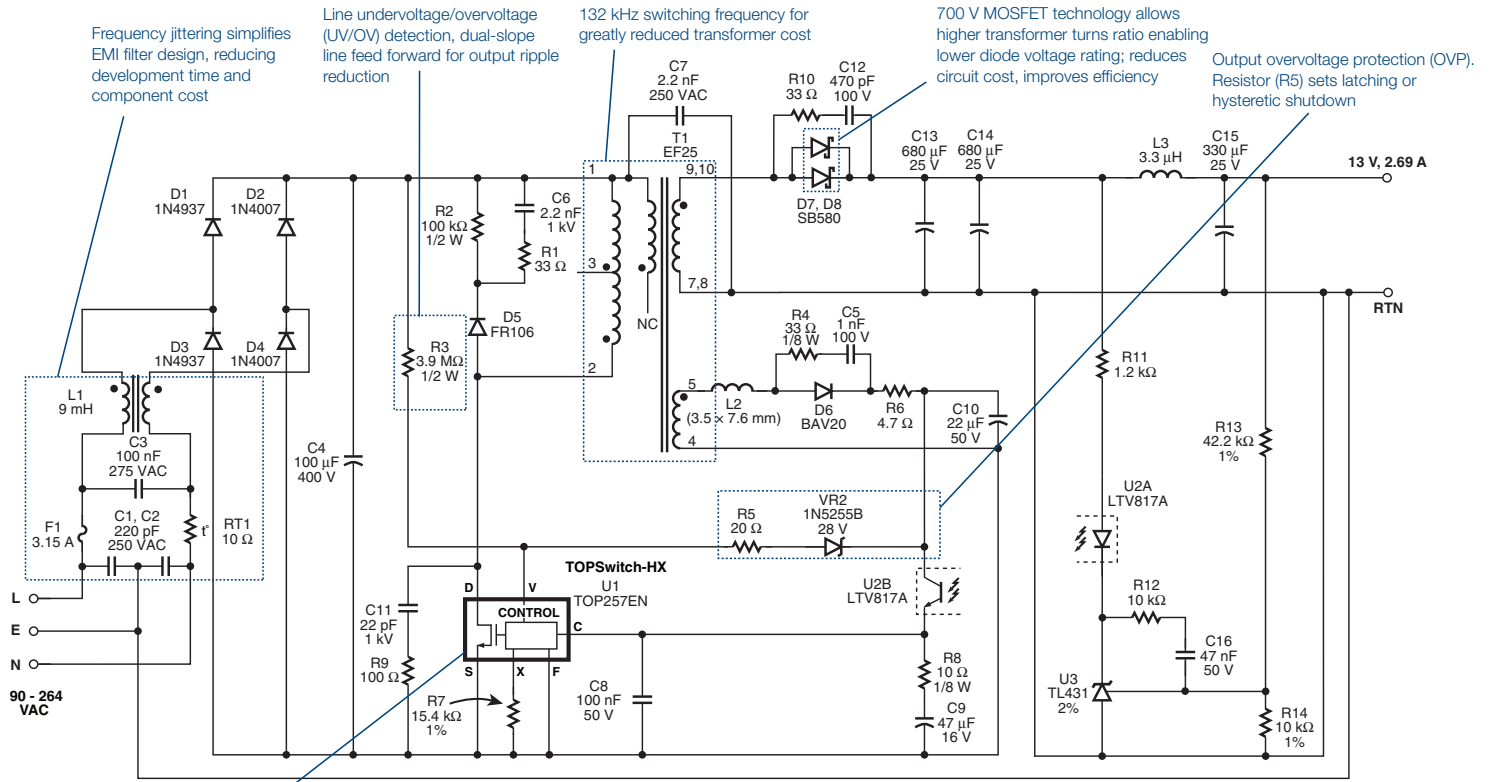 Frequency jittering simplifies
EMI filter design, reducing
development time and
component cost
Line undervoltage/overvoltage
(UV/OV) detection, dual-slope
line feed forward for output ripple
reduction
132 kHz switching frequency for
greatly reduced transformer cost
700 V MOSFET technology allows
higher transformer turns ratio enabling
lower diode voltage rating; reduces
circuit cost, improves efficiency
Output overvoltage protection (OVP).
Resistor (R5) sets latching or
hysteretic shutdown
C7
2.2 nF
250 VAC
R10
33 Ω
C12
470 pF
100 V
T1
EF25
1
9,10
D7, D8
SB580
C13
680 µF
25 V
C14
680 µF
25 V
L3
3.3 µH
C15
330 µF
25 V
13 V, 2.69 A
D1
1N4937
D2
1N4007
R2
100 kΩ
1/2 W
C6
2.2 nF
1 kV
R1
33 Ω
3
7,8
NC
RTN
D3
1N4937
D4
1N4007
D5
FR106
R3
3.9 MΩ
1/2 W
2
R4
33 Ω
1/8 W
C5
1 nF
100 V
5
L2
(3.5 × 7.6 mm)
D6
BAV20
R6
4.7 Ω
C10
22 µF
50 V
4
R11
1.2 kΩ
R13
42.2 kΩ
1%
L1
9 mH
C3
100 nF
275 VAC
C4
100 µF
400 V
F1
3.15 A
C1, C2
220 pF
250 VAC
t°
RT1
10 Ω
R5
20 Ω
VR2
1N5255B
28 V
U2A
LTV817A
L
E
N
90 - 264
VAC
TOPSwitch-HX
U1
TOP257EN
D
V
CONTROL
C
S
X
F
C11
22 pF
1 kV
R9
100 Ω
R7
15.4 kΩ
1%
C8
100 nF
50 V
U2B
LTV817A
R8
10 Ω
1/8 W
C9
47 µF
16 V
R12
10 kΩ
C16
47 nF
50 V
U3
TL431
2%
R14
10 kΩ
1%